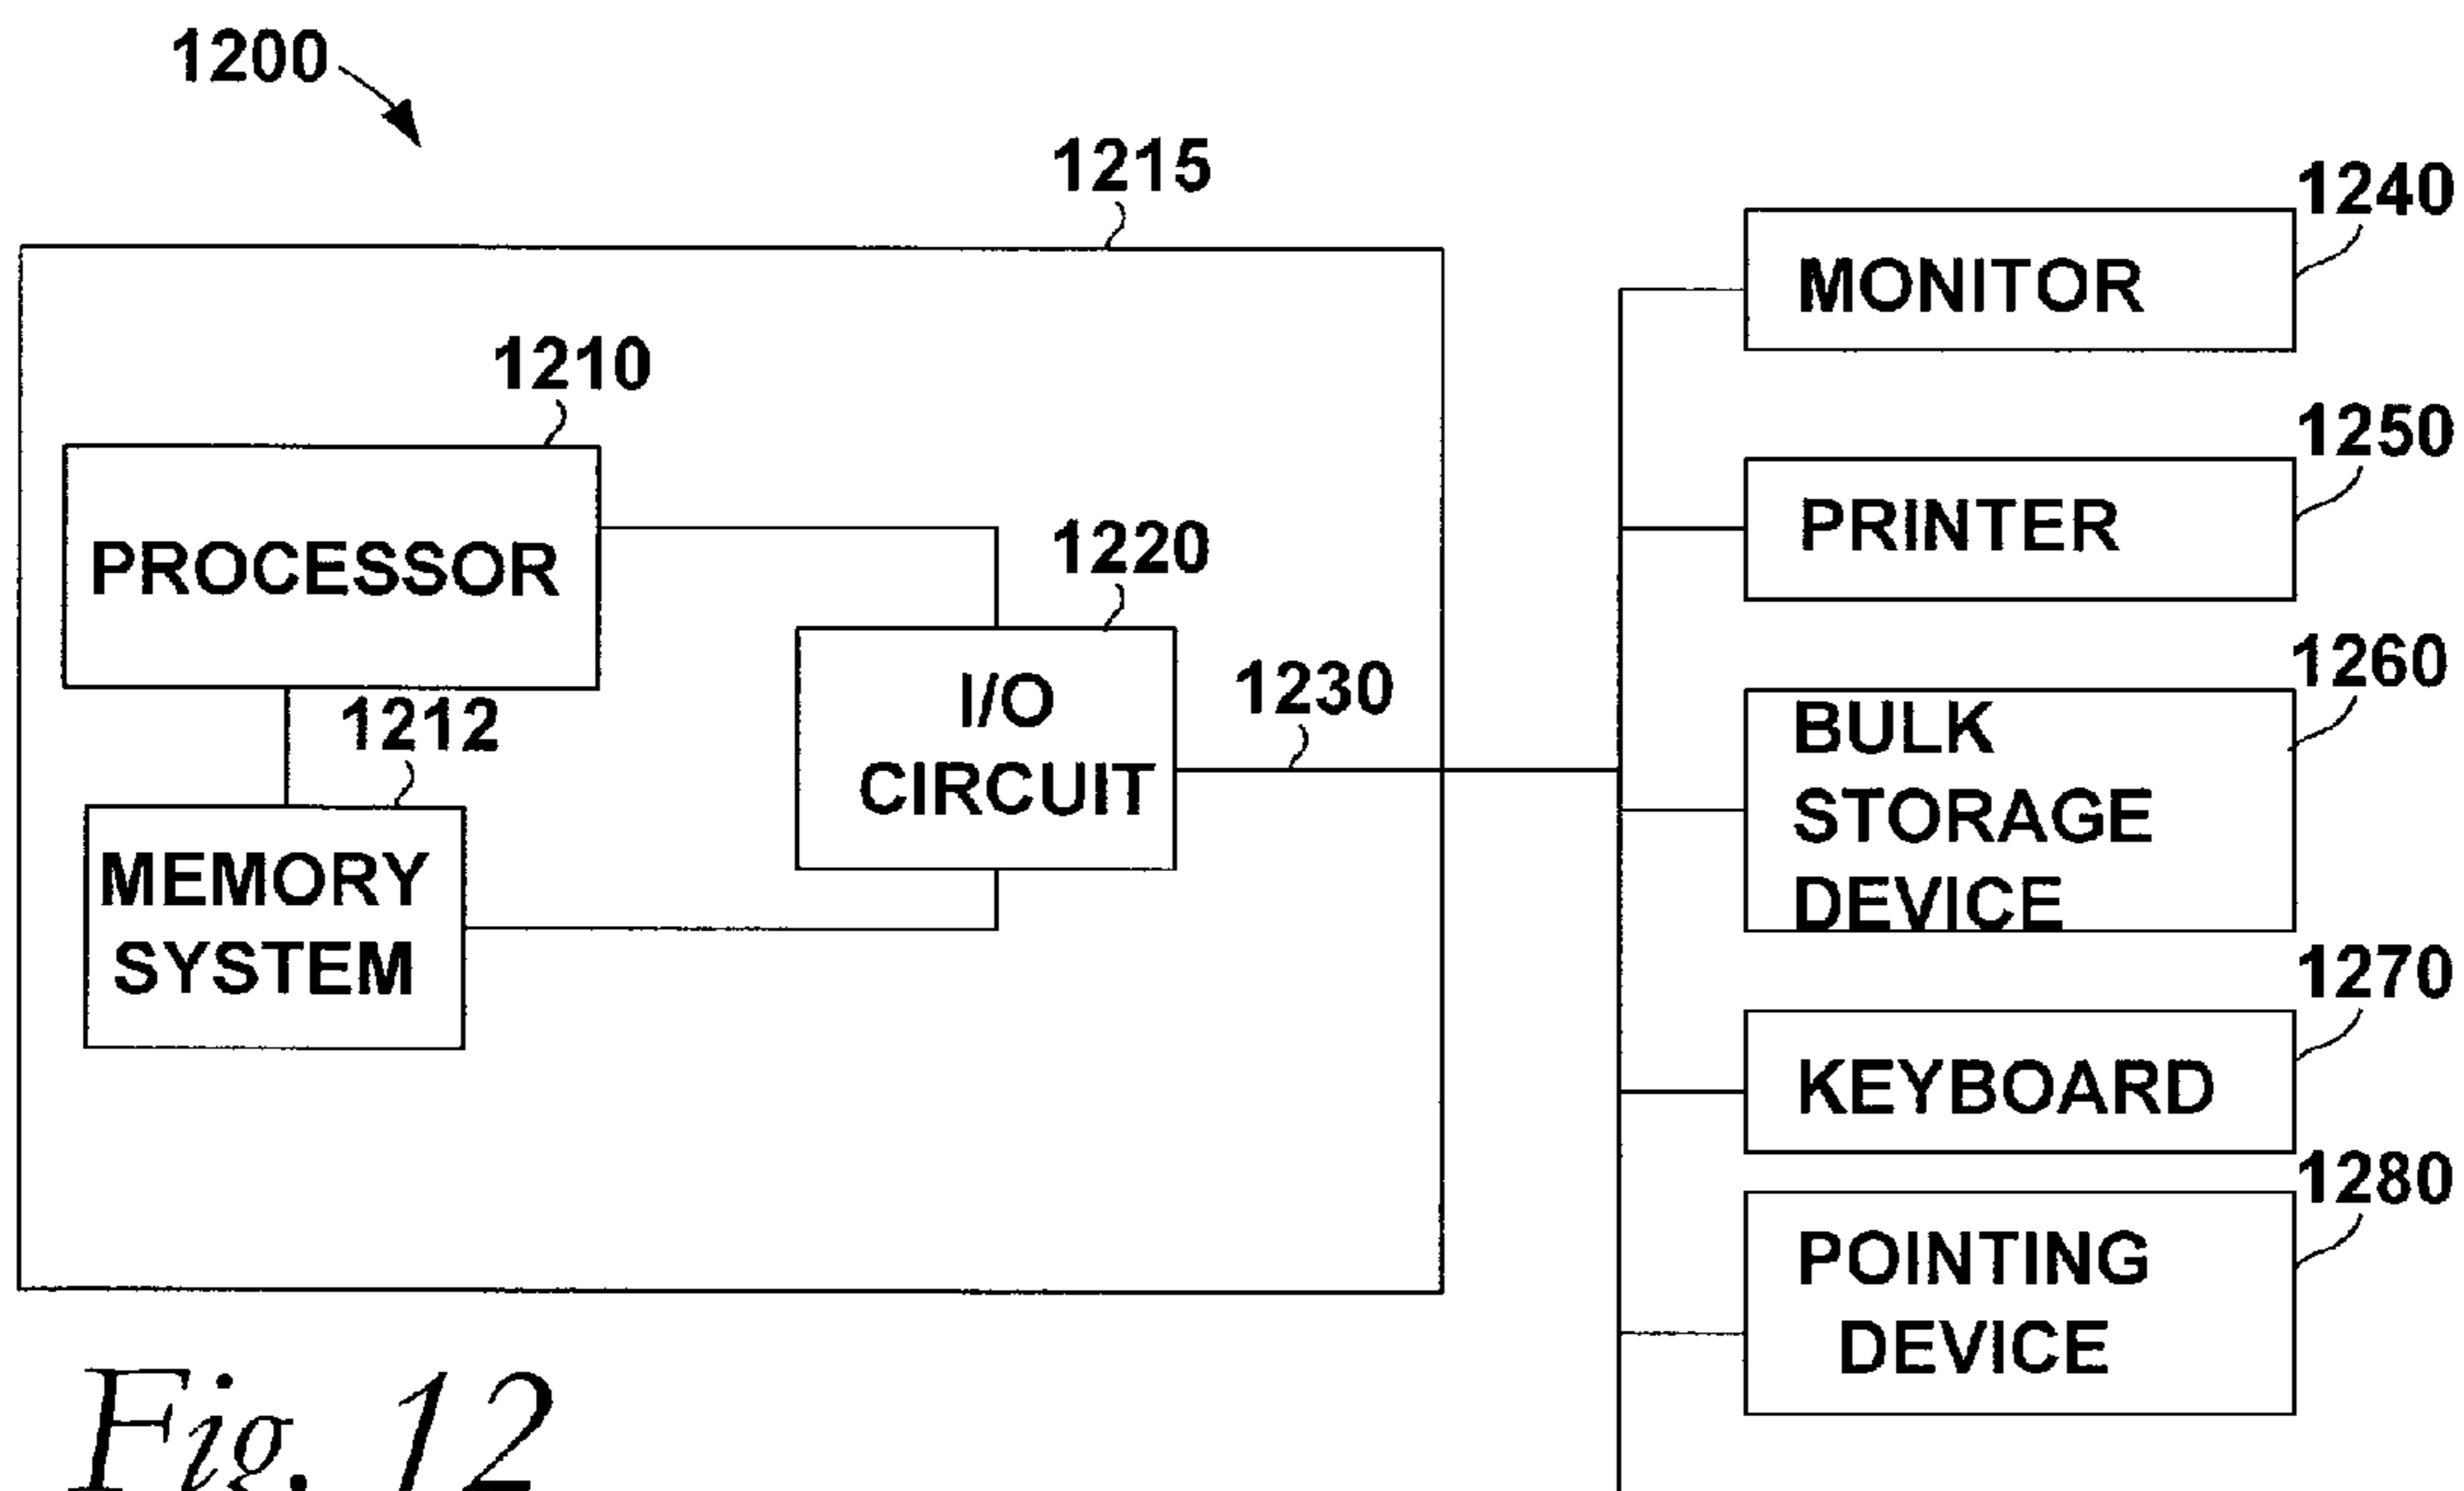 1200
1215
1240
MONITOR
1210
1250
PROCESSOR
PRINTER
1220
1212
I/O
CIRCUIT
1230
1260
BULK
STORAGE
DEVICE
MEMORY
SYSTEM
1270
KEYBOARD
1280
POINTING
DEVICE
Fig. 12